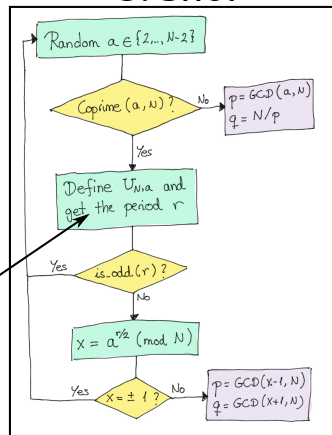 Random a ∈ {2,..., N-2}
Coprime (a, N) ?
No
p = GCD (a, N)
q = N/p
Yes
Define U_N,a and
get the period r
Yes
is_odd (r) ?
No
x = a^r/2 (mod N)
Yes
x = ± 1 ?
No
p = GCD (x-1, N)
q = GCD (x+1, N)